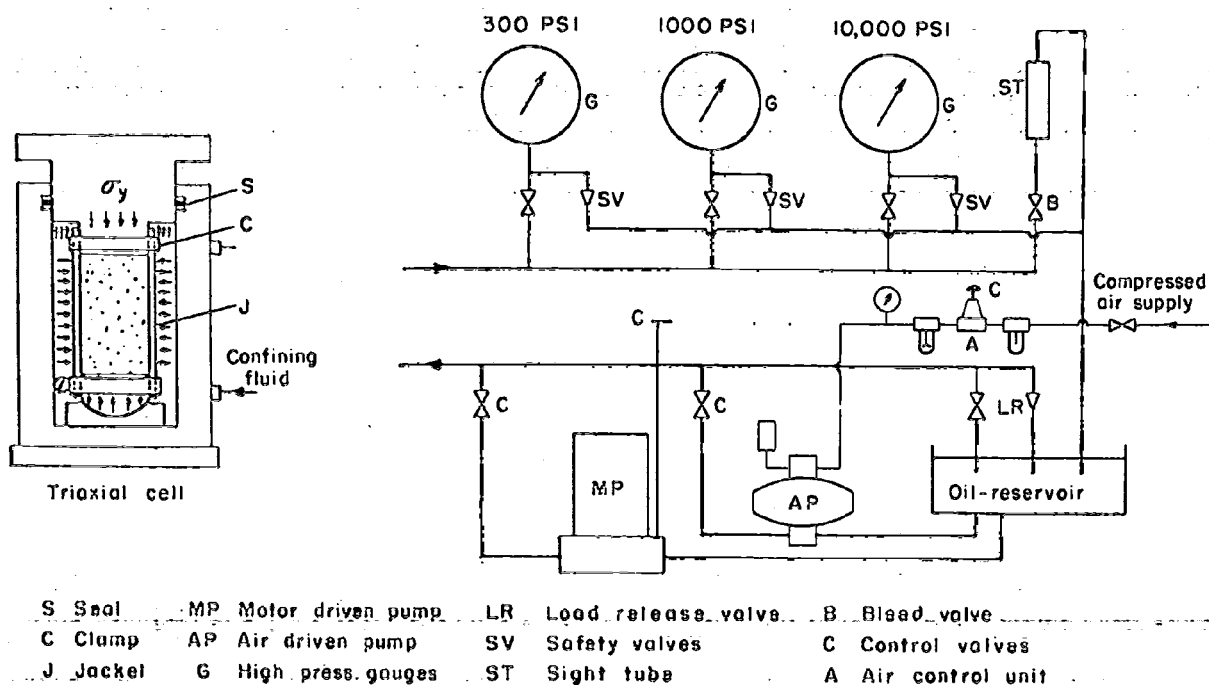 300 PSI 1000 PSI 10,000 PSI
G G G ST
SV SV SV B
σy
S
C
J
Confining
fluid
Triaxial cell
C
A
Compressed
air supply
C
C C LR
MP AP Oil-reservoir
S Seal MP Motor driven pump LR Load release valve B Bleed valve
C Clamp AP Air driven pump SV Safety valves C Control valves
J Jacket G High press. gauges ST Sight tube A Air control unit